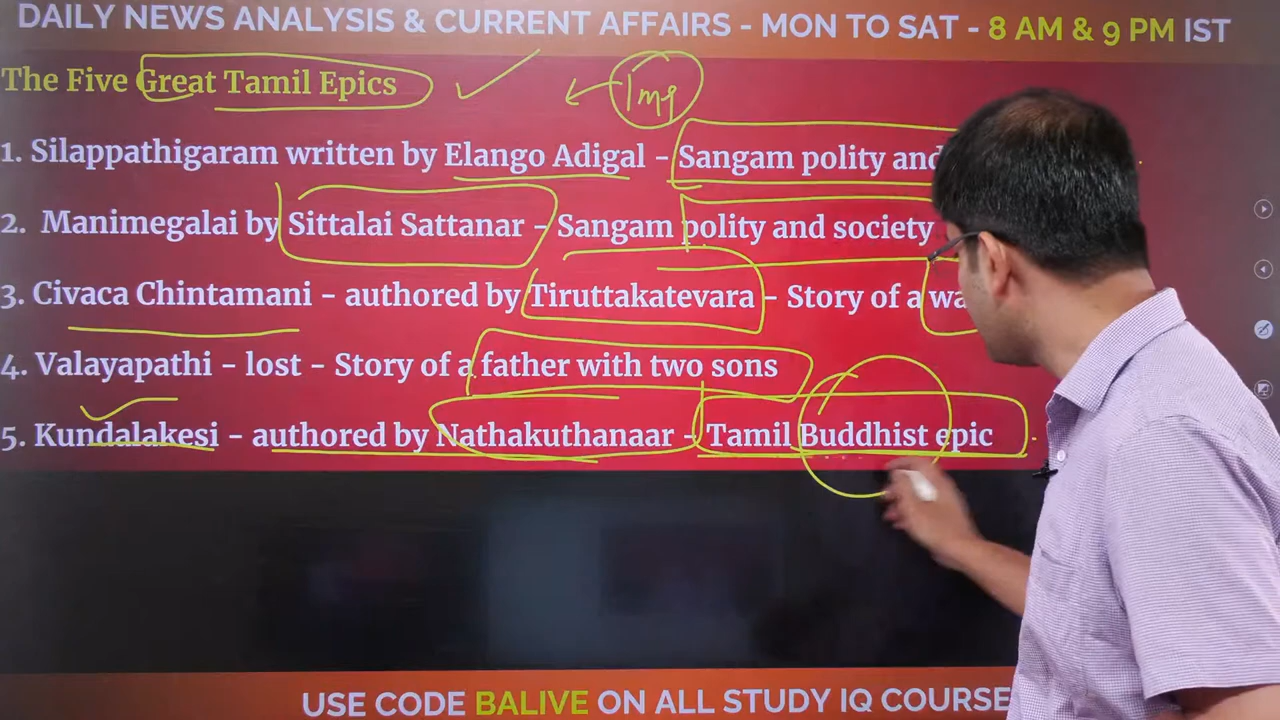 DAILY NEWS ANALYSIS & CURRENT AFFAIRS - MON TO SAT - 8 AM & 9 PM IST
The Five Great Tamil Epics
Imq
1. Silappathigaram written by Elango Adigal - Sangam polity and
2. Manimegalai by Sittalai Sattanar - Sangam polity and society
3. Civaca Chintamani - authored by Tiruttakatevara - Story of a
4. Valayapathi - lost - Story of a father with two sons
5. Kundalakesi - authored by Nathakuthanaar - Tamil Buddhist epic
USE CODE BALIVE ON ALL STUDY IQ COURSE